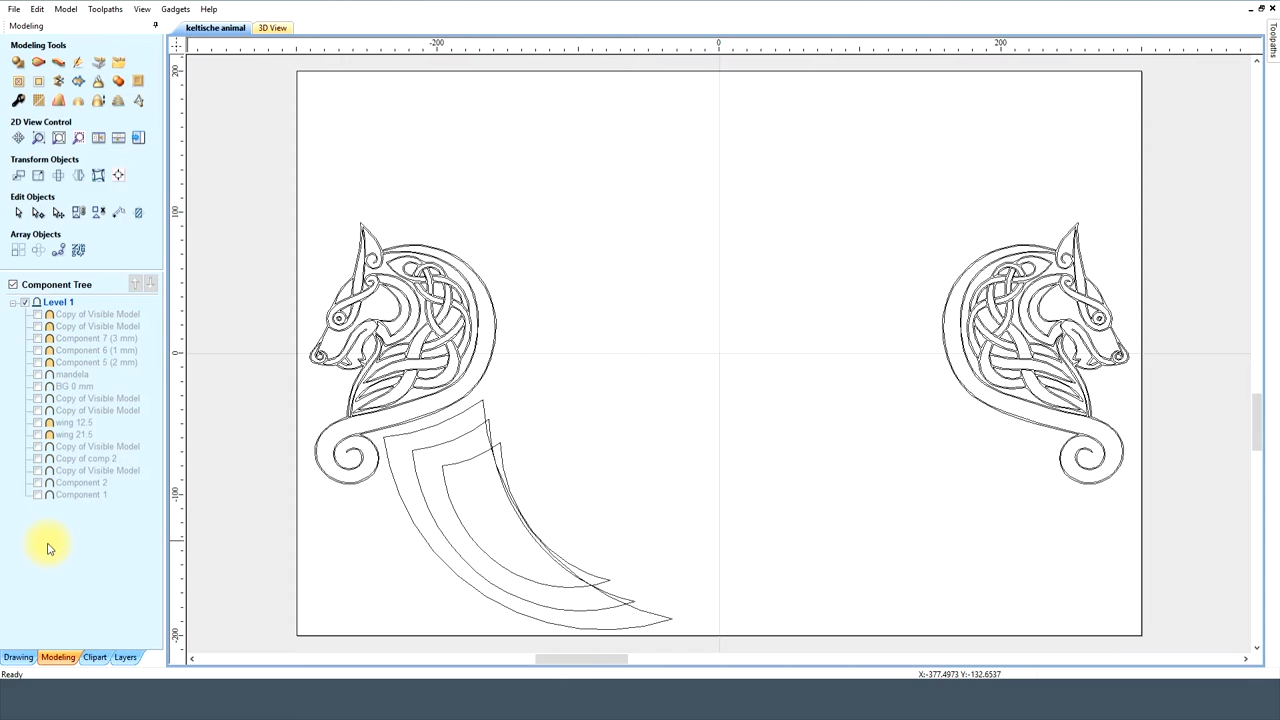 File Edit Model Toolpaths View Gadgets Help
Modeling
keltische animal 3D View
Toolpaths
-200 0 200
Modeling Tools
2D View Control
Transform Objects
Edit Objects
Array Objects
Component Tree
Level 1
Copy of Visible Model
Copy of Visible Model
Component 7 (3 mm)
Component 6 (1 mm)
Component 5 (2 mm)
mandela
BG 0 mm
Copy of Visible Model
Copy of Visible Model
wing 12.5
wing 21.5
Copy of Visible Model
Copy of comp 2
Copy of Visible Model
Component 2
Component 1
200
100
0
-100
-200
Drawing Modeling Clipart Layers
Ready
X:-377.4973 Y:-132.6537